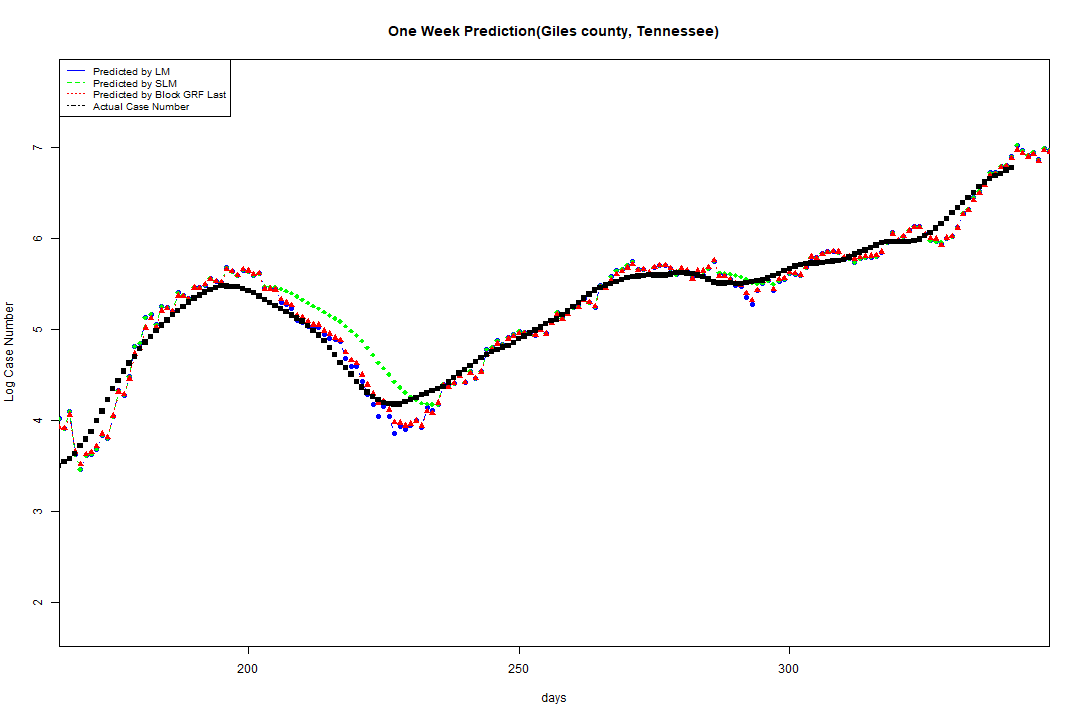 One Week Prediction(Giles county, Tennessee)
Predicted by LM
Predicted by SLM
Predicted by Block GRF Last
Actual Case Number
7
6
5
4
3
2
Log Case Number
200 250 300
days